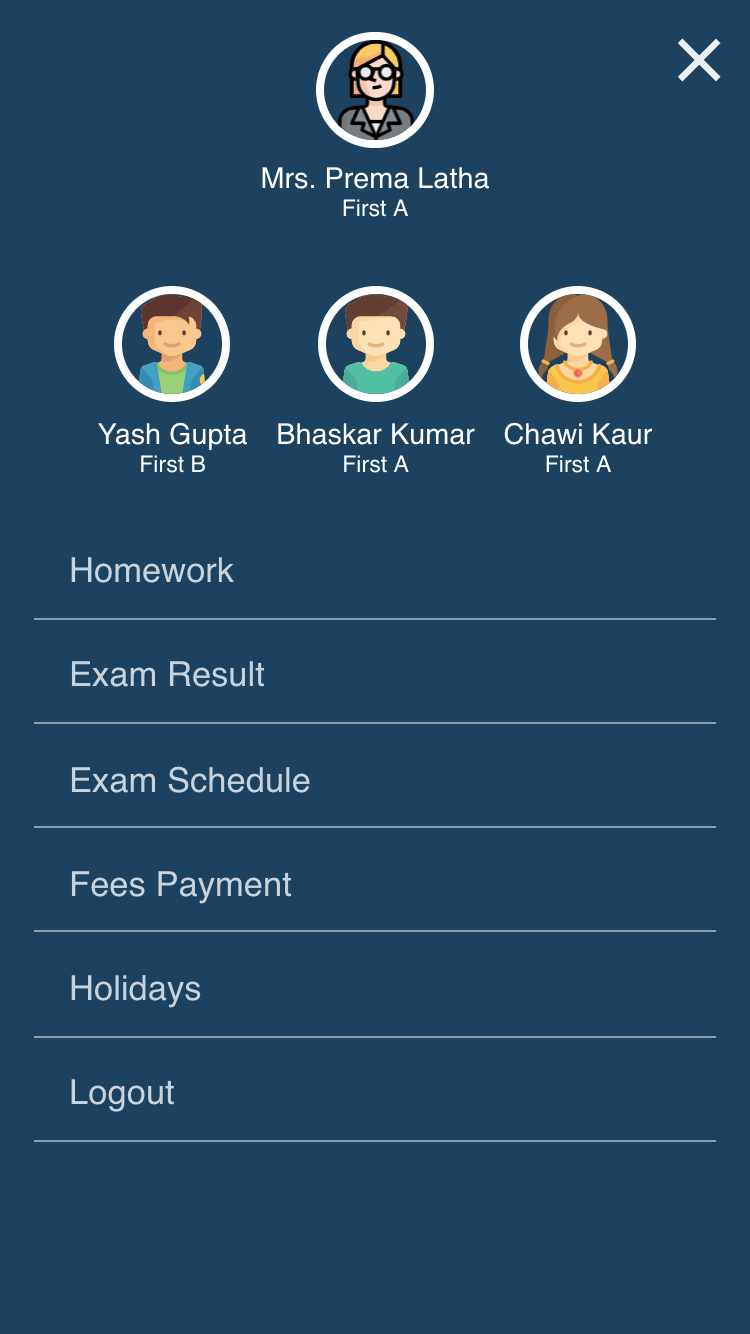 Mrs. Prema Latha
First A
Yash Gupta
First B
Bhaskar Kumar
First A
Chawi Kaur
First A
Homework
Exam Result
Exam Schedule
Fees Payment
Holidays
Logout